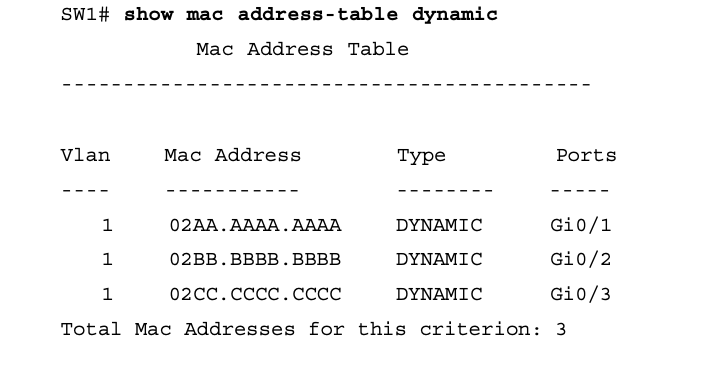 SW1# show mac address-table dynamic
Mac Address Table
-------------------------------------------
Vlan Mac Address Type Ports
---- ----------- -------- -----
1 02AA.AAAA.AAAA DYNAMIC Gi0/1
1 02BB.BBBB.BBBB DYNAMIC Gi0/2
1 02CC.CCCC.CCCC DYNAMIC Gi0/3
Total Mac Addresses for this criterion: 3